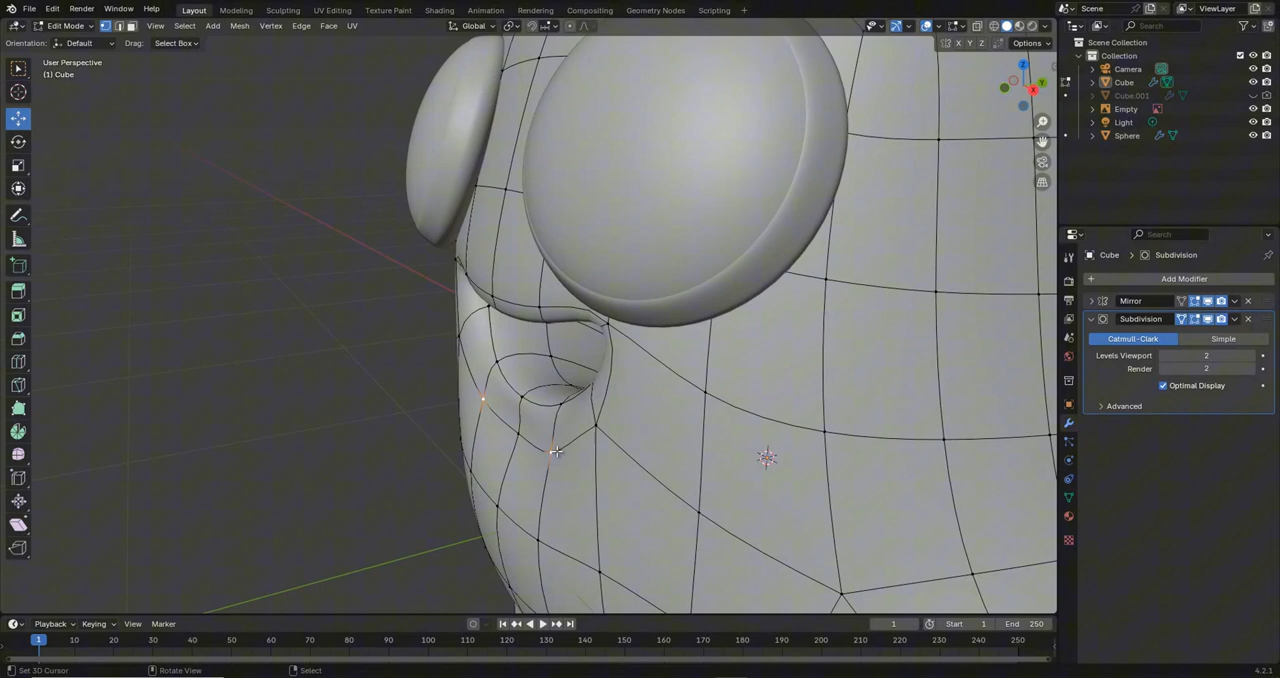 File Edit Render Window Help Layout Modeling Sculpting UV Editing Texture Paint Shading Animation Rendering Compositing Geometry Nodes Scripting Scene ViewLayer
Edit Mode View Select Add Mesh Vertex Edge Face UV Global Search
Orientation: Default Drag: Select Box X Y Z Options
User Perspective
(1) Cube
Z
Y
X
Scene Collection
Collection
Camera
Cube
Cube.001
Empty
Light
Sphere
Search
Cube Subdivision
+ Add Modifier
Mirror
Subdivision
Catmull-Clark Simple
Levels Viewport 2
Render 2
Optimal Display
Advanced
Playback Keying View Marker 1 Start 1 End 250
1 10 20 30 40 50 60 70 80 90 100 110 120 130 140 150 160 170 180 190 200 210 220 230 240 250
Set 3D Cursor Rotate View Select 4.2.1